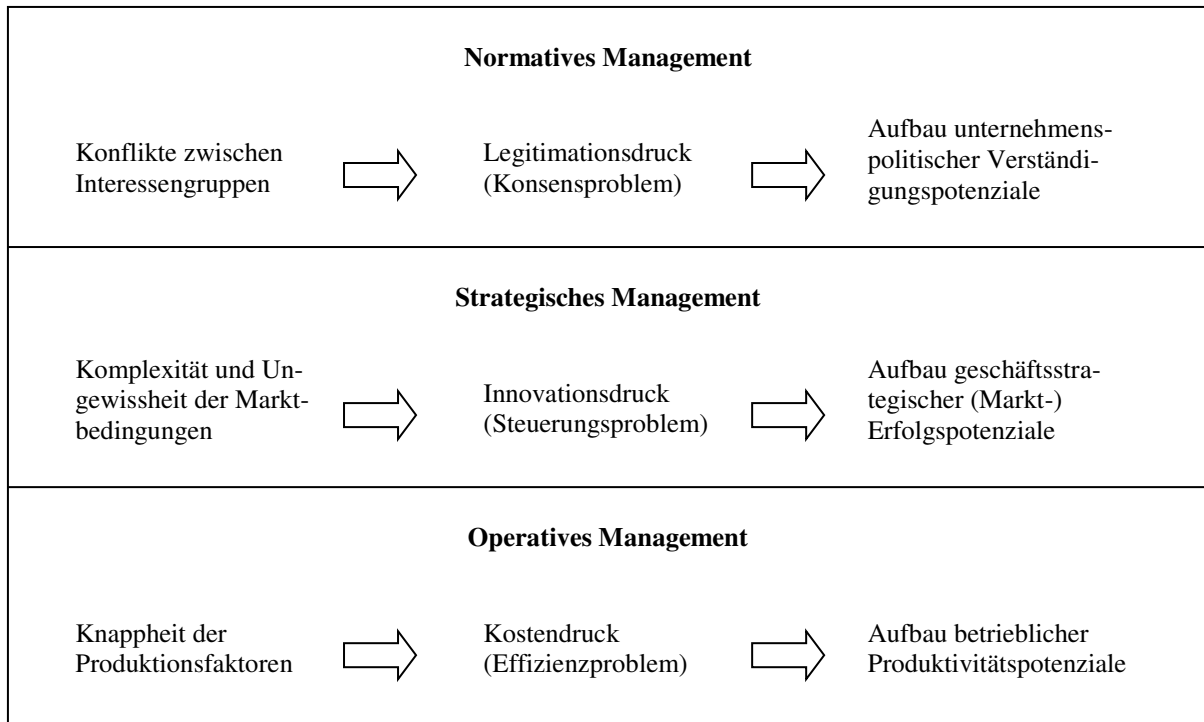 Normatives Management
Konflikte zwischen
Interessengruppen
Legitimationsdruck
(Konsensproblem)
Aufbau unternehmens-
politischer Verständi-
gungspotenziale
Strategisches Management
Komplexität und Un-
gewissheit der Markt-
bedingungen
Innovationsdruck
(Steuerungsproblem)
Aufbau geschäftsstra-
tegischer (Markt-)
Erfolgspotenziale
Operatives Management
Knappheit der
Produktionsfaktoren
Kostendruck
(Effizienzproblem)
Aufbau betrieblicher
Produktivitätspotenziale